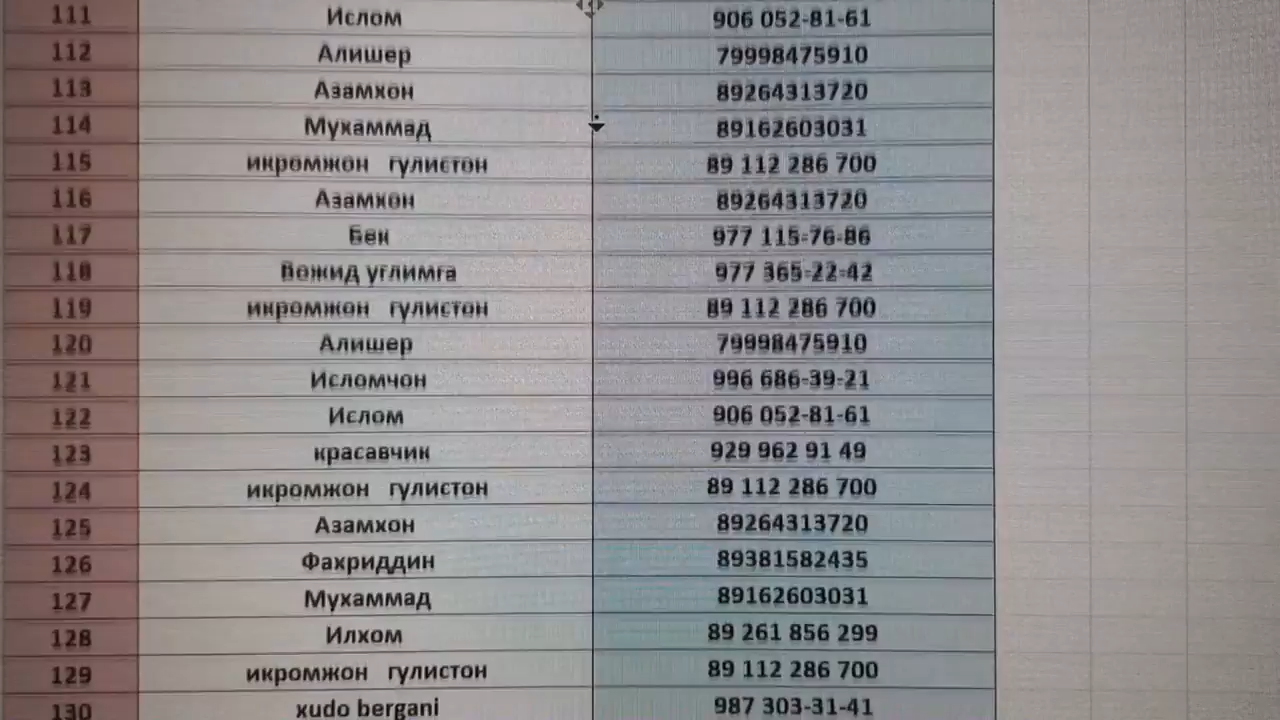 111 Ислом 906 052-81-61
112 Алишер 79998475910
113 Азамхон 89264313720
114 Мухаммад 89162603031
115 икромжон гулистон 89 112 286 700
116 Азамхон 89264313720
117 Бек 977 115-76-86
118 Вожид углимга 977 365-22-42
119 икромжон гулистон 89 112 286 700
120 Алишер 79998475910
121 Исломчон 996 686-39-21
122 Ислом 906 052-81-61
123 красавчик 929 962 91 49
124 икромжон гулистон 89 112 286 700
125 Азамхон 89264313720
126 Фахриддин 89381582435
127 Мухаммад 89162603031
128 Илхом 89 261 856 299
129 икромжон гулистон 89 112 286 700
130 xudo bergani 987 303-31-41